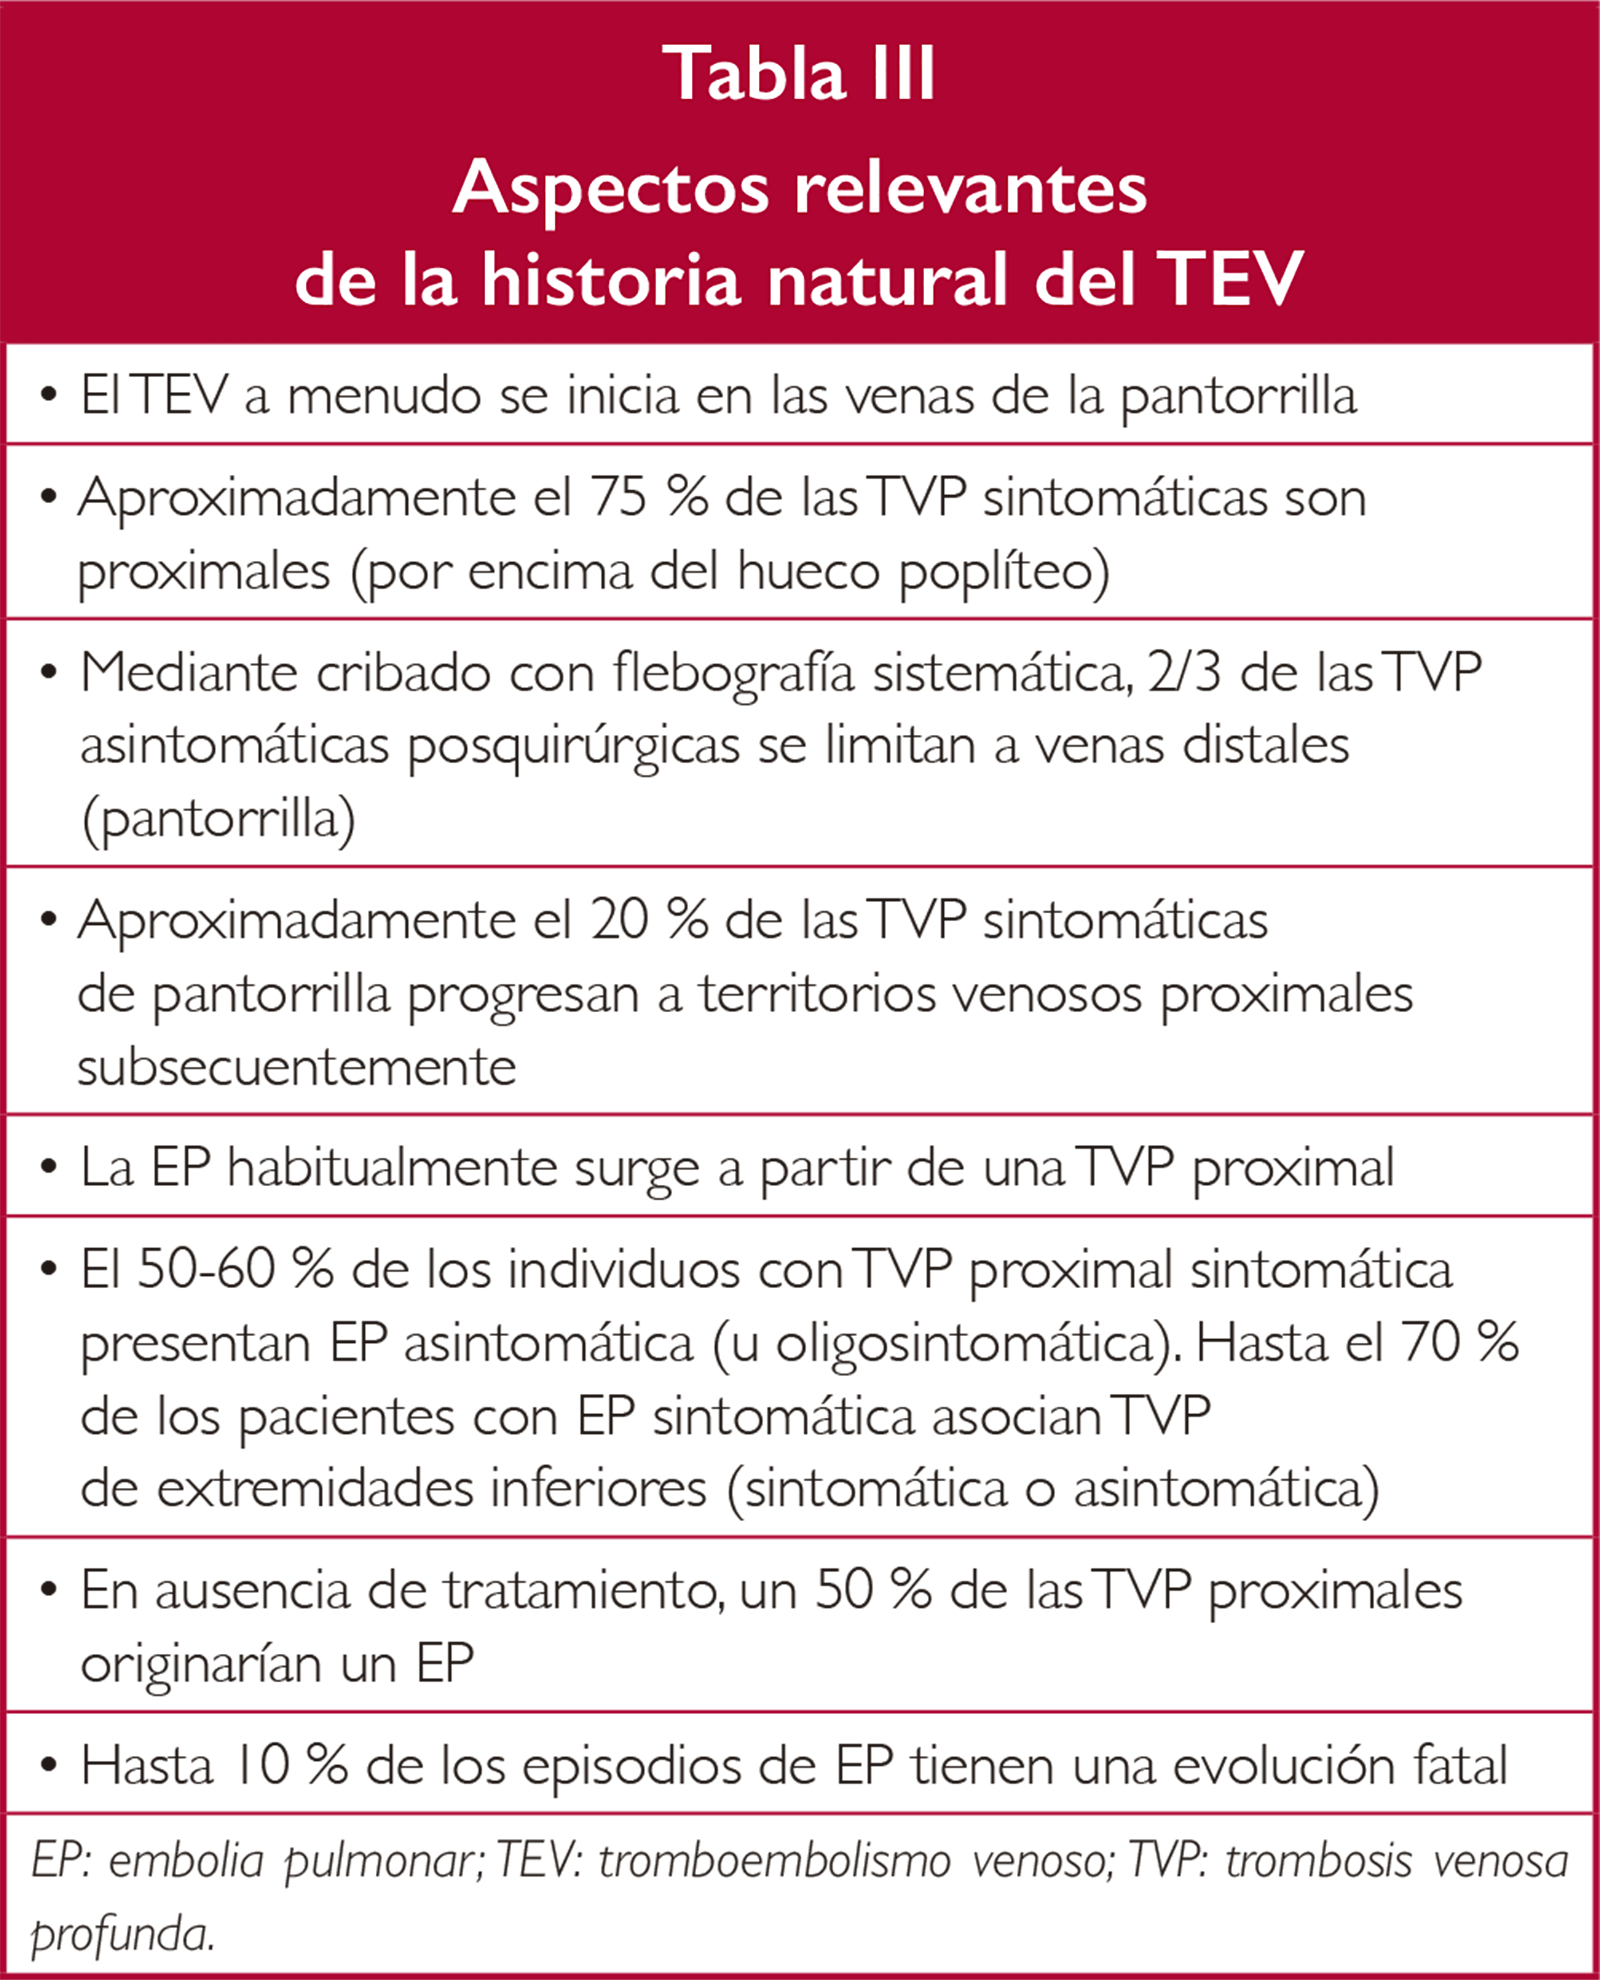 Tabla III
Aspectos relevantes
de la historia natural del TEV
• El TEV a menudo se inicia en las venas de la pantorrilla
• Aproximadamente el 75 % de las TVP sintomáticas son
proximales (por encima del hueco poplíteo)
• Mediante cribado con flebografía sistemática, 2/3 de las TVP
asintomáticas posquirúrgicas se limitan a venas distales
(pantorrilla)
• Aproximadamente el 20 % de las TVP sintomáticas
de pantorrilla progresan a territorios venosos proximales
subsecuentemente
• La EP habitualmente surge a partir de una TVP proximal
• El 50-60 % de los individuos con TVP proximal sintomática
presentan EP asintomática (u oligosintomática). Hasta el 70 %
de los pacientes con EP sintomática asocian TVP
de extremidades inferiores (sintomática o asintomática)
• En ausencia de tratamiento, un 50 % de las TVP proximales
originarían un EP
• Hasta 10 % de los episodios de EP tienen una evolución fatal
EP: embolia pulmonar; TEV: tromboembolismo venoso; TVP: trombosis venosa
profunda.